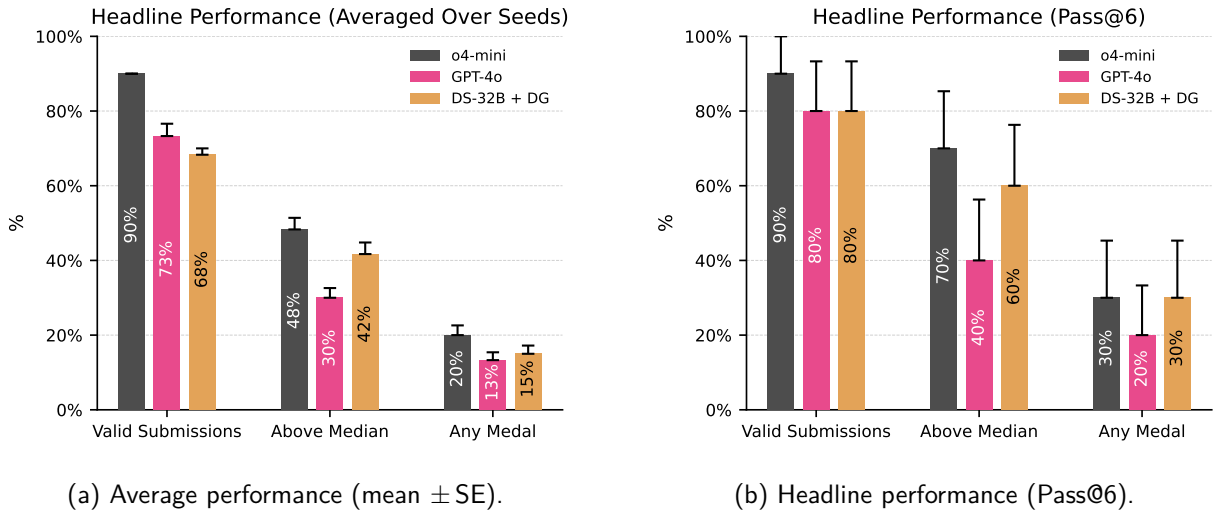 Headline Performance (Averaged Over Seeds)
100%
80%
60%
40%
20%
0%
%
o4-mini
GPT-4o
DS-32B + DG
90%
73%
68%
48%
30%
42%
20%
13%
15%
Valid Submissions
Above Median
Any Medal
(a) Average performance (mean ± SE).
Headline Performance (Pass@6)
100%
80%
60%
40%
20%
0%
%
o4-mini
GPT-4o
DS-32B + DG
90%
80%
80%
70%
40%
60%
30%
20%
30%
Valid Submissions
Above Median
Any Medal
(b) Headline performance (Pass@6).